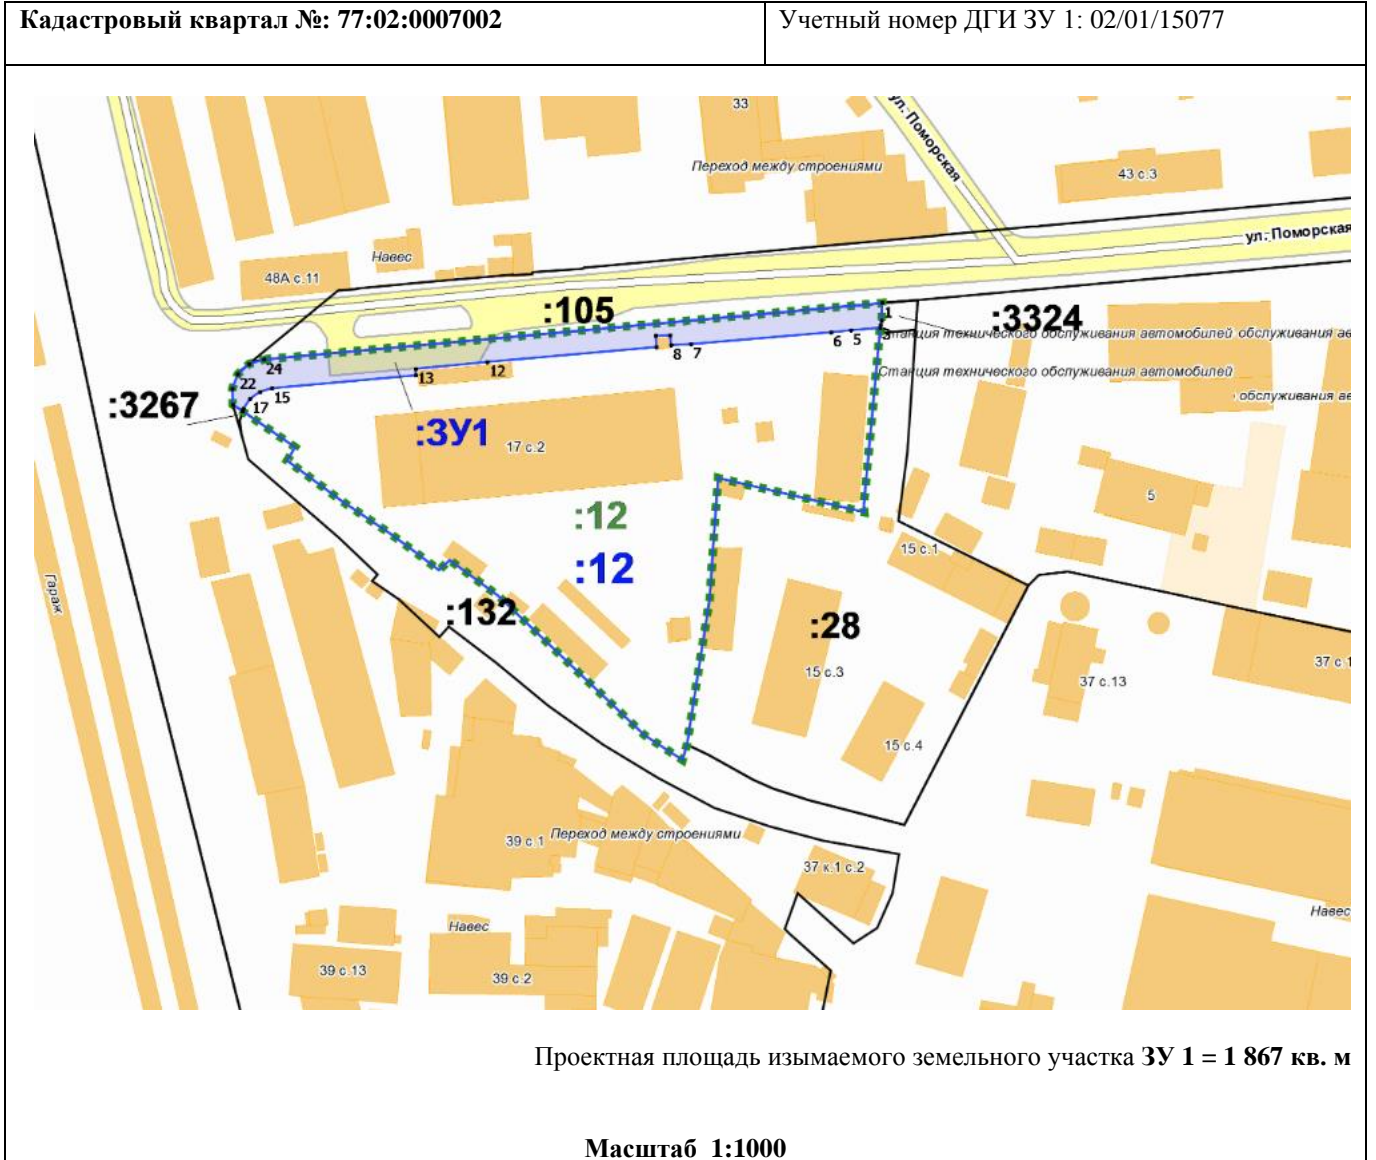 Кадастровый квартал №: 77:02:0007002
Учетный номер ДГИ ЗУ 1: 02/01/15077
33
ул. Поморская
Переход между строениями
43 с.3
ул. Поморская
Навес
48А с.11
:105
1
:3324
3
Станция технического обслуживания автомобилей
обслуживания ав
6
5
8
7
24
12
13
22
15
Станция технического обслуживания автомобилей
обслуживания ав
:3267
17
:ЗУ1
17 с.2
5
:12
15 с.1
:12
Гараж
:132
:28
15 с.3
37 с.1
37 с.13
15 с.4
39 с.1
Переход между строениями
37 к.1 с.2
Навес
Навес
39 с.13
39 с.2
Проектная площадь изымаемого земельного участка ЗУ 1 = 1 867 кв. м
Масштаб 1:1000